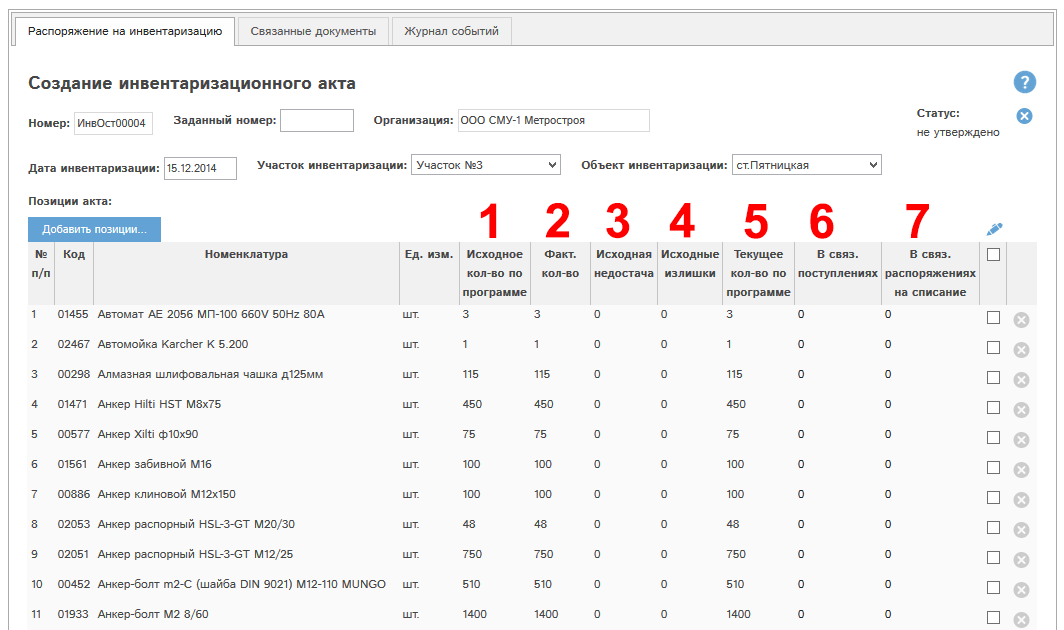 Распоряжение на инвентаризацию Связанные документы Журнал событий
Создание инвентаризационного акта ?
Номер: ИнвОст00004 Заданный номер: Организация: ООО СМУ-1 Метростроя Статус:
не утверждено
Дата инвентаризации: 15.12.2014 Участок инвентаризации: Участок №3 Объект инвентаризации: ст.Пятницкая
Позиции акта:
1 2 3 4 5 6 7
Добавить позиции...
№ Код Номенклатура Ед. изм. Исходное Факт. Исходная Исходные Текущее В связ. В связ.
п/п кол-во по кол-во недостача излишки кол-во по поступлениях распоряжениях
программе программе на списание
1 01455 Автомат АЕ 2056 МП-100 660V 50Hz 80А шт. 3 3 0 0 3 0 0
2 02467 Автомойка Karcher K 5.200 шт. 1 1 0 0 1 0 0
3 00298 Алмазная шлифовальная чашка д125мм шт. 115 115 0 0 115 0 0
4 01471 Анкер Hilti HST М8х75 шт. 450 450 0 0 450 0 0
5 00577 Анкер Xilti ф10х90 шт. 75 75 0 0 75 0 0
6 01561 Анкер забивной М16 шт. 100 100 0 0 100 0 0
7 00886 Анкер клиновой М12х150 шт. 100 100 0 0 100 0 0
8 02053 Анкер распорный HSL-3-GT М20/30 шт. 48 48 0 0 48 0 0
9 02051 Анкер распорный HSL-3-GT М12/25 шт. 750 750 0 0 750 0 0
10 00452 Анкер-болт m2-С (шайба DIN 9021) М12-110 MUNGO шт. 510 510 0 0 510 0 0
11 01933 Анкер-болт М2 8/60 шт. 1400 1400 0 0 1400 0 0